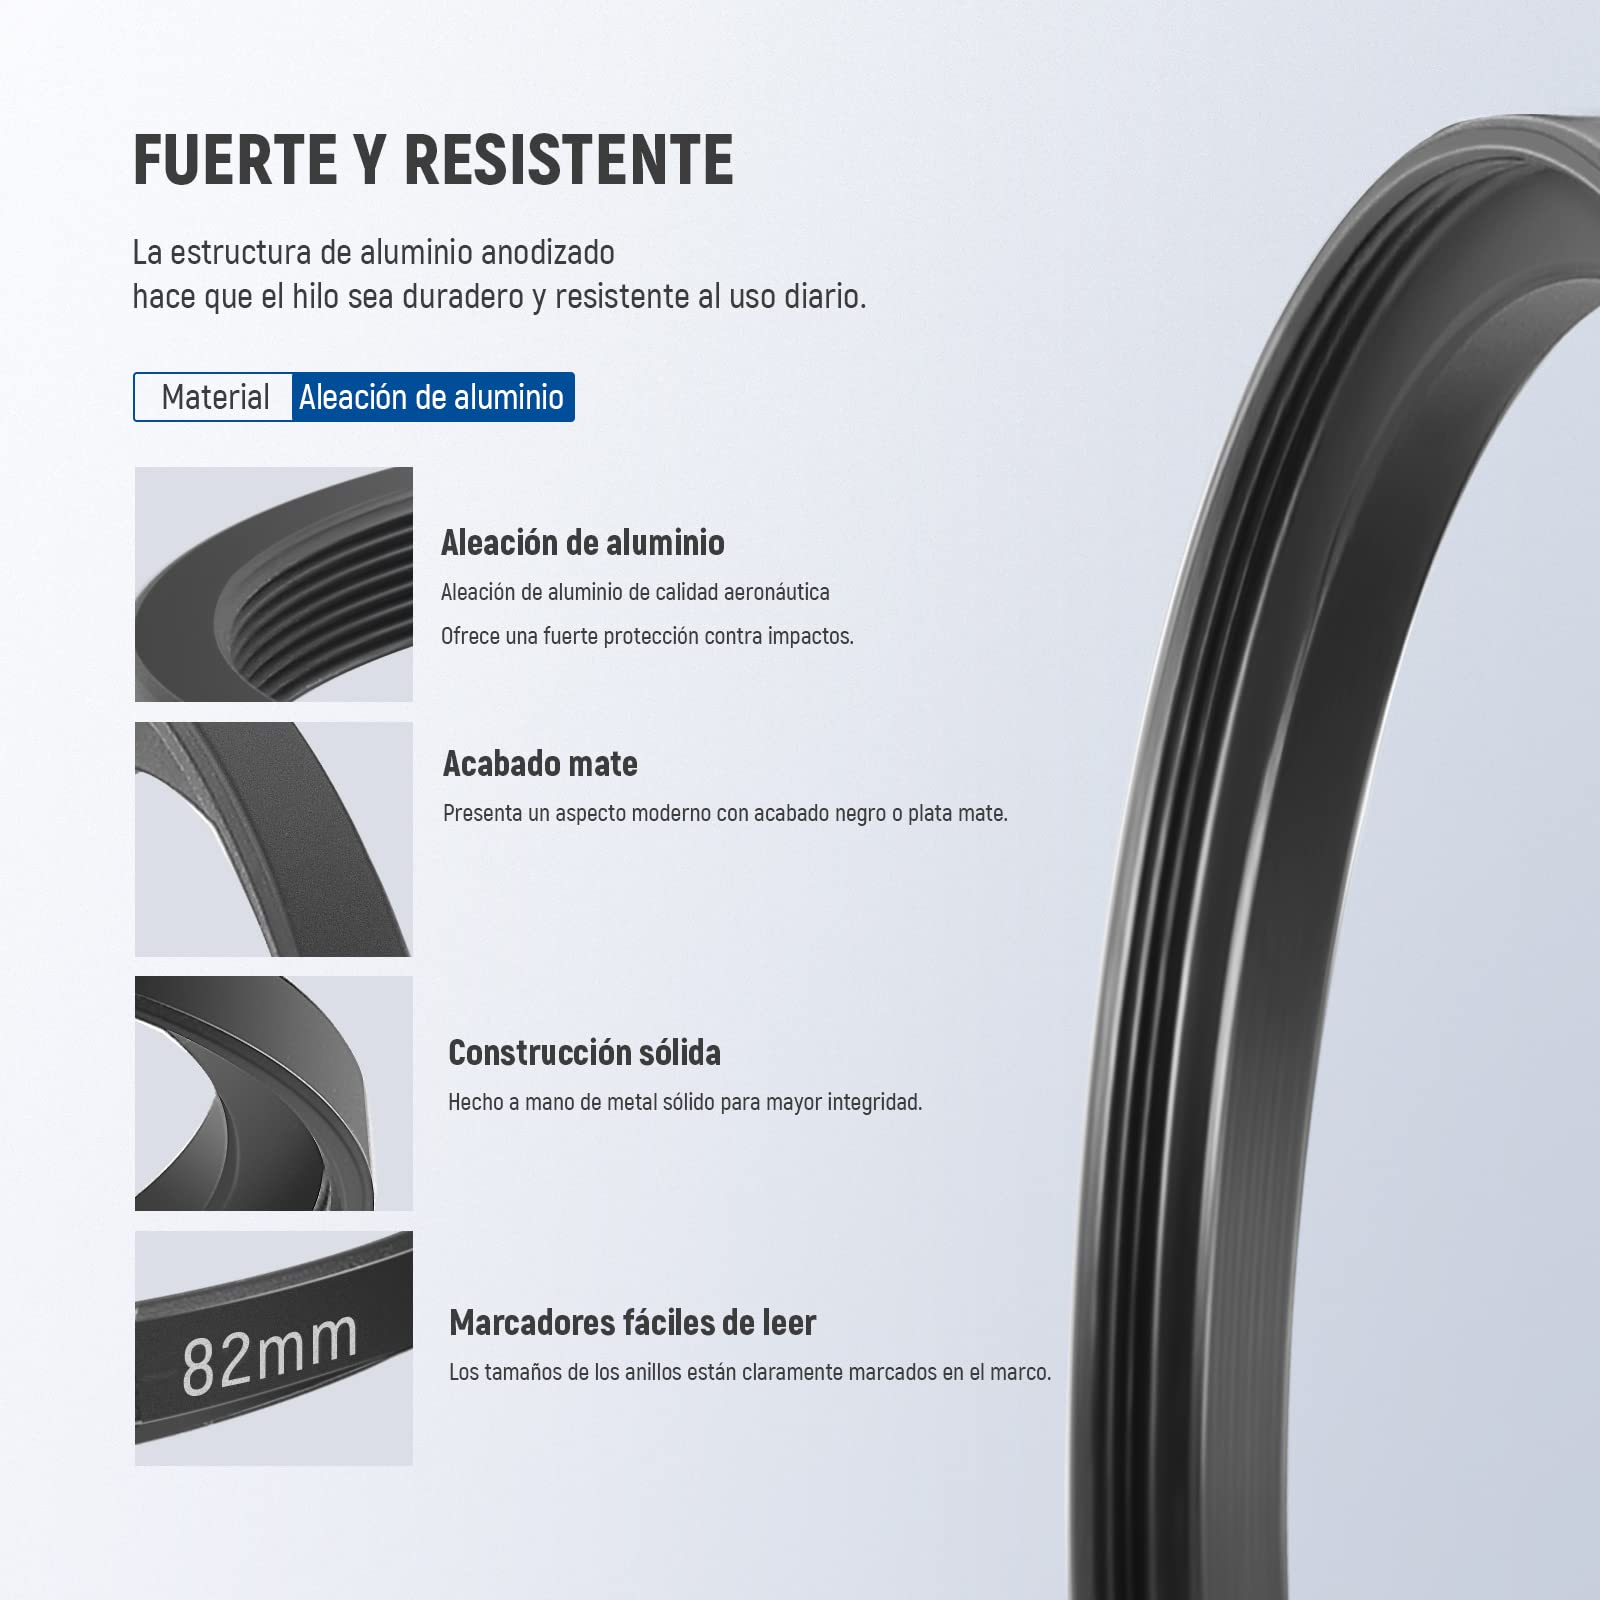 FUERTE Y RESISTENTE
La estructura de aluminio anodizado
hace que el hilo sea duradero y resistente al uso diario.
Material Aleación de aluminio
Aleación de aluminio
Aleación de aluminio de calidad aeronáutica
Ofrece una fuerte protección contra impactos.
Acabado mate
Presenta un aspecto moderno con acabado negro o plata mate.
Construcción sólida
Hecho a mano de metal sólido para mayor integridad.
82mm
Marcadores fáciles de leer
Los tamaños de los anillos están claramente marcados en el marco.